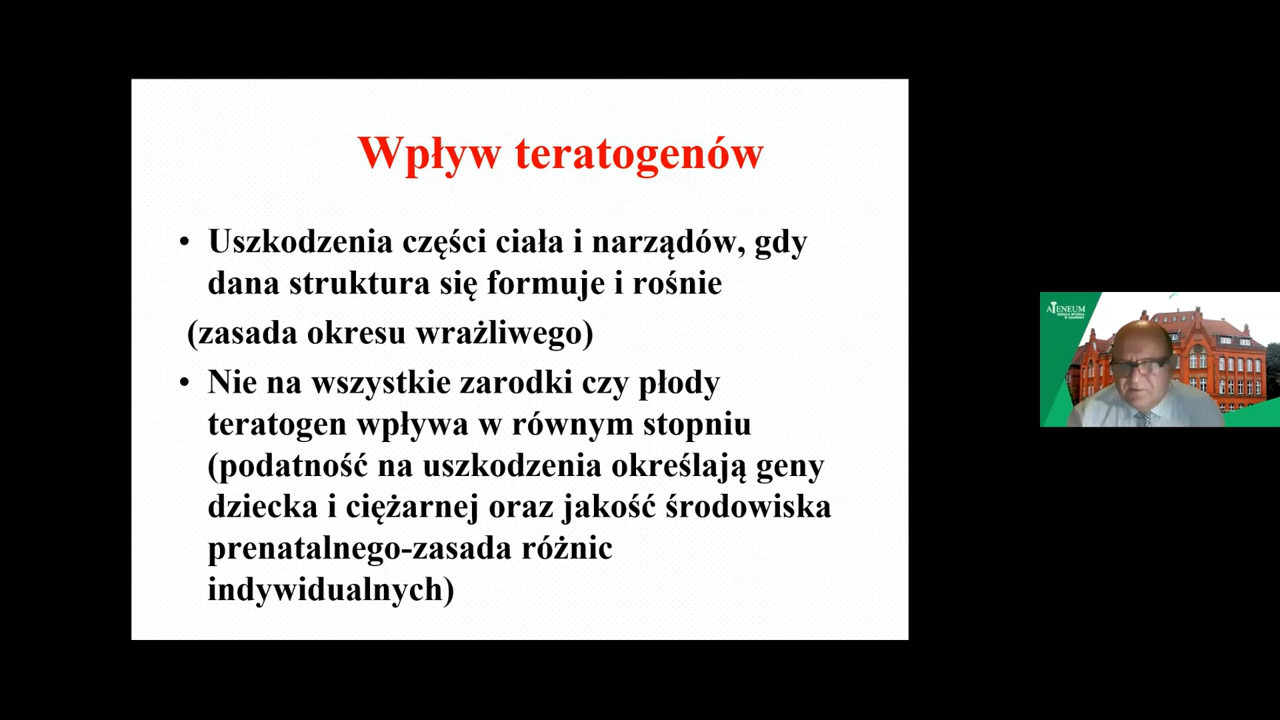 Wpływ teratogenów
• Uszkodzenia części ciała i narządów, gdy
dana struktura się formuje i rośnie
(zasada okresu wrażliwego)
• Nie na wszystkie zarodki czy płody
teratogen wpływa w równym stopniu
(podatność na uszkodzenia określają geny
dziecka i ciężarnej oraz jakość środowiska
prenatalnego-zasada różnic
indywidualnych)
ATENEUM